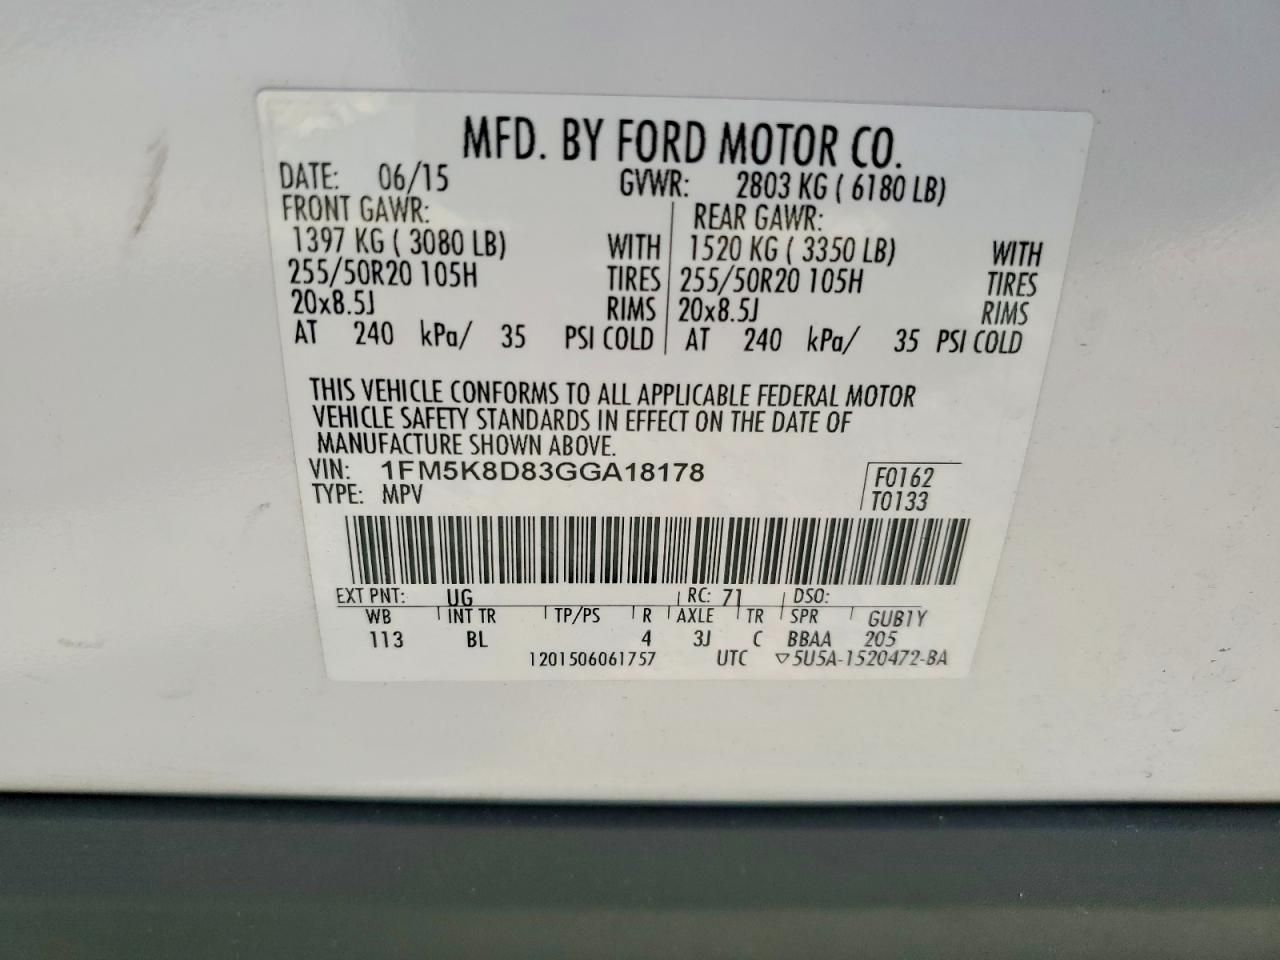 MFD. BY FORD MOTOR CO.
DATE: 06/15 GVWR: 2803 KG ( 6180 LB)
FRONT GAWR: REAR GAWR:
1397 KG ( 3080 LB) WITH 1520 KG ( 3350 LB) WITH
255/50R20 105H TIRES 255/50R20 105H TIRES
20x8.5J RIMS 20x8.5J RIMS
AT 240 kPa/ 35 PSI COLD AT 240 kPa/ 35 PSI COLD
THIS VEHICLE CONFORMS TO ALL APPLICABLE FEDERAL MOTOR
VEHICLE SAFETY STANDARDS IN EFFECT ON THE DATE OF
MANUFACTURE SHOWN ABOVE.
VIN: 1FM5K8D83GGA18178 F0162
TYPE: MPV T0133
EXT PNT: UG RC: 71 DSO:
WB INT TR TP/PS R AXLE TR SPR GUB1Y
113 BL 4 3J C BBAA 205
1201506061757 UTC ▽5U5A-1520472-BA